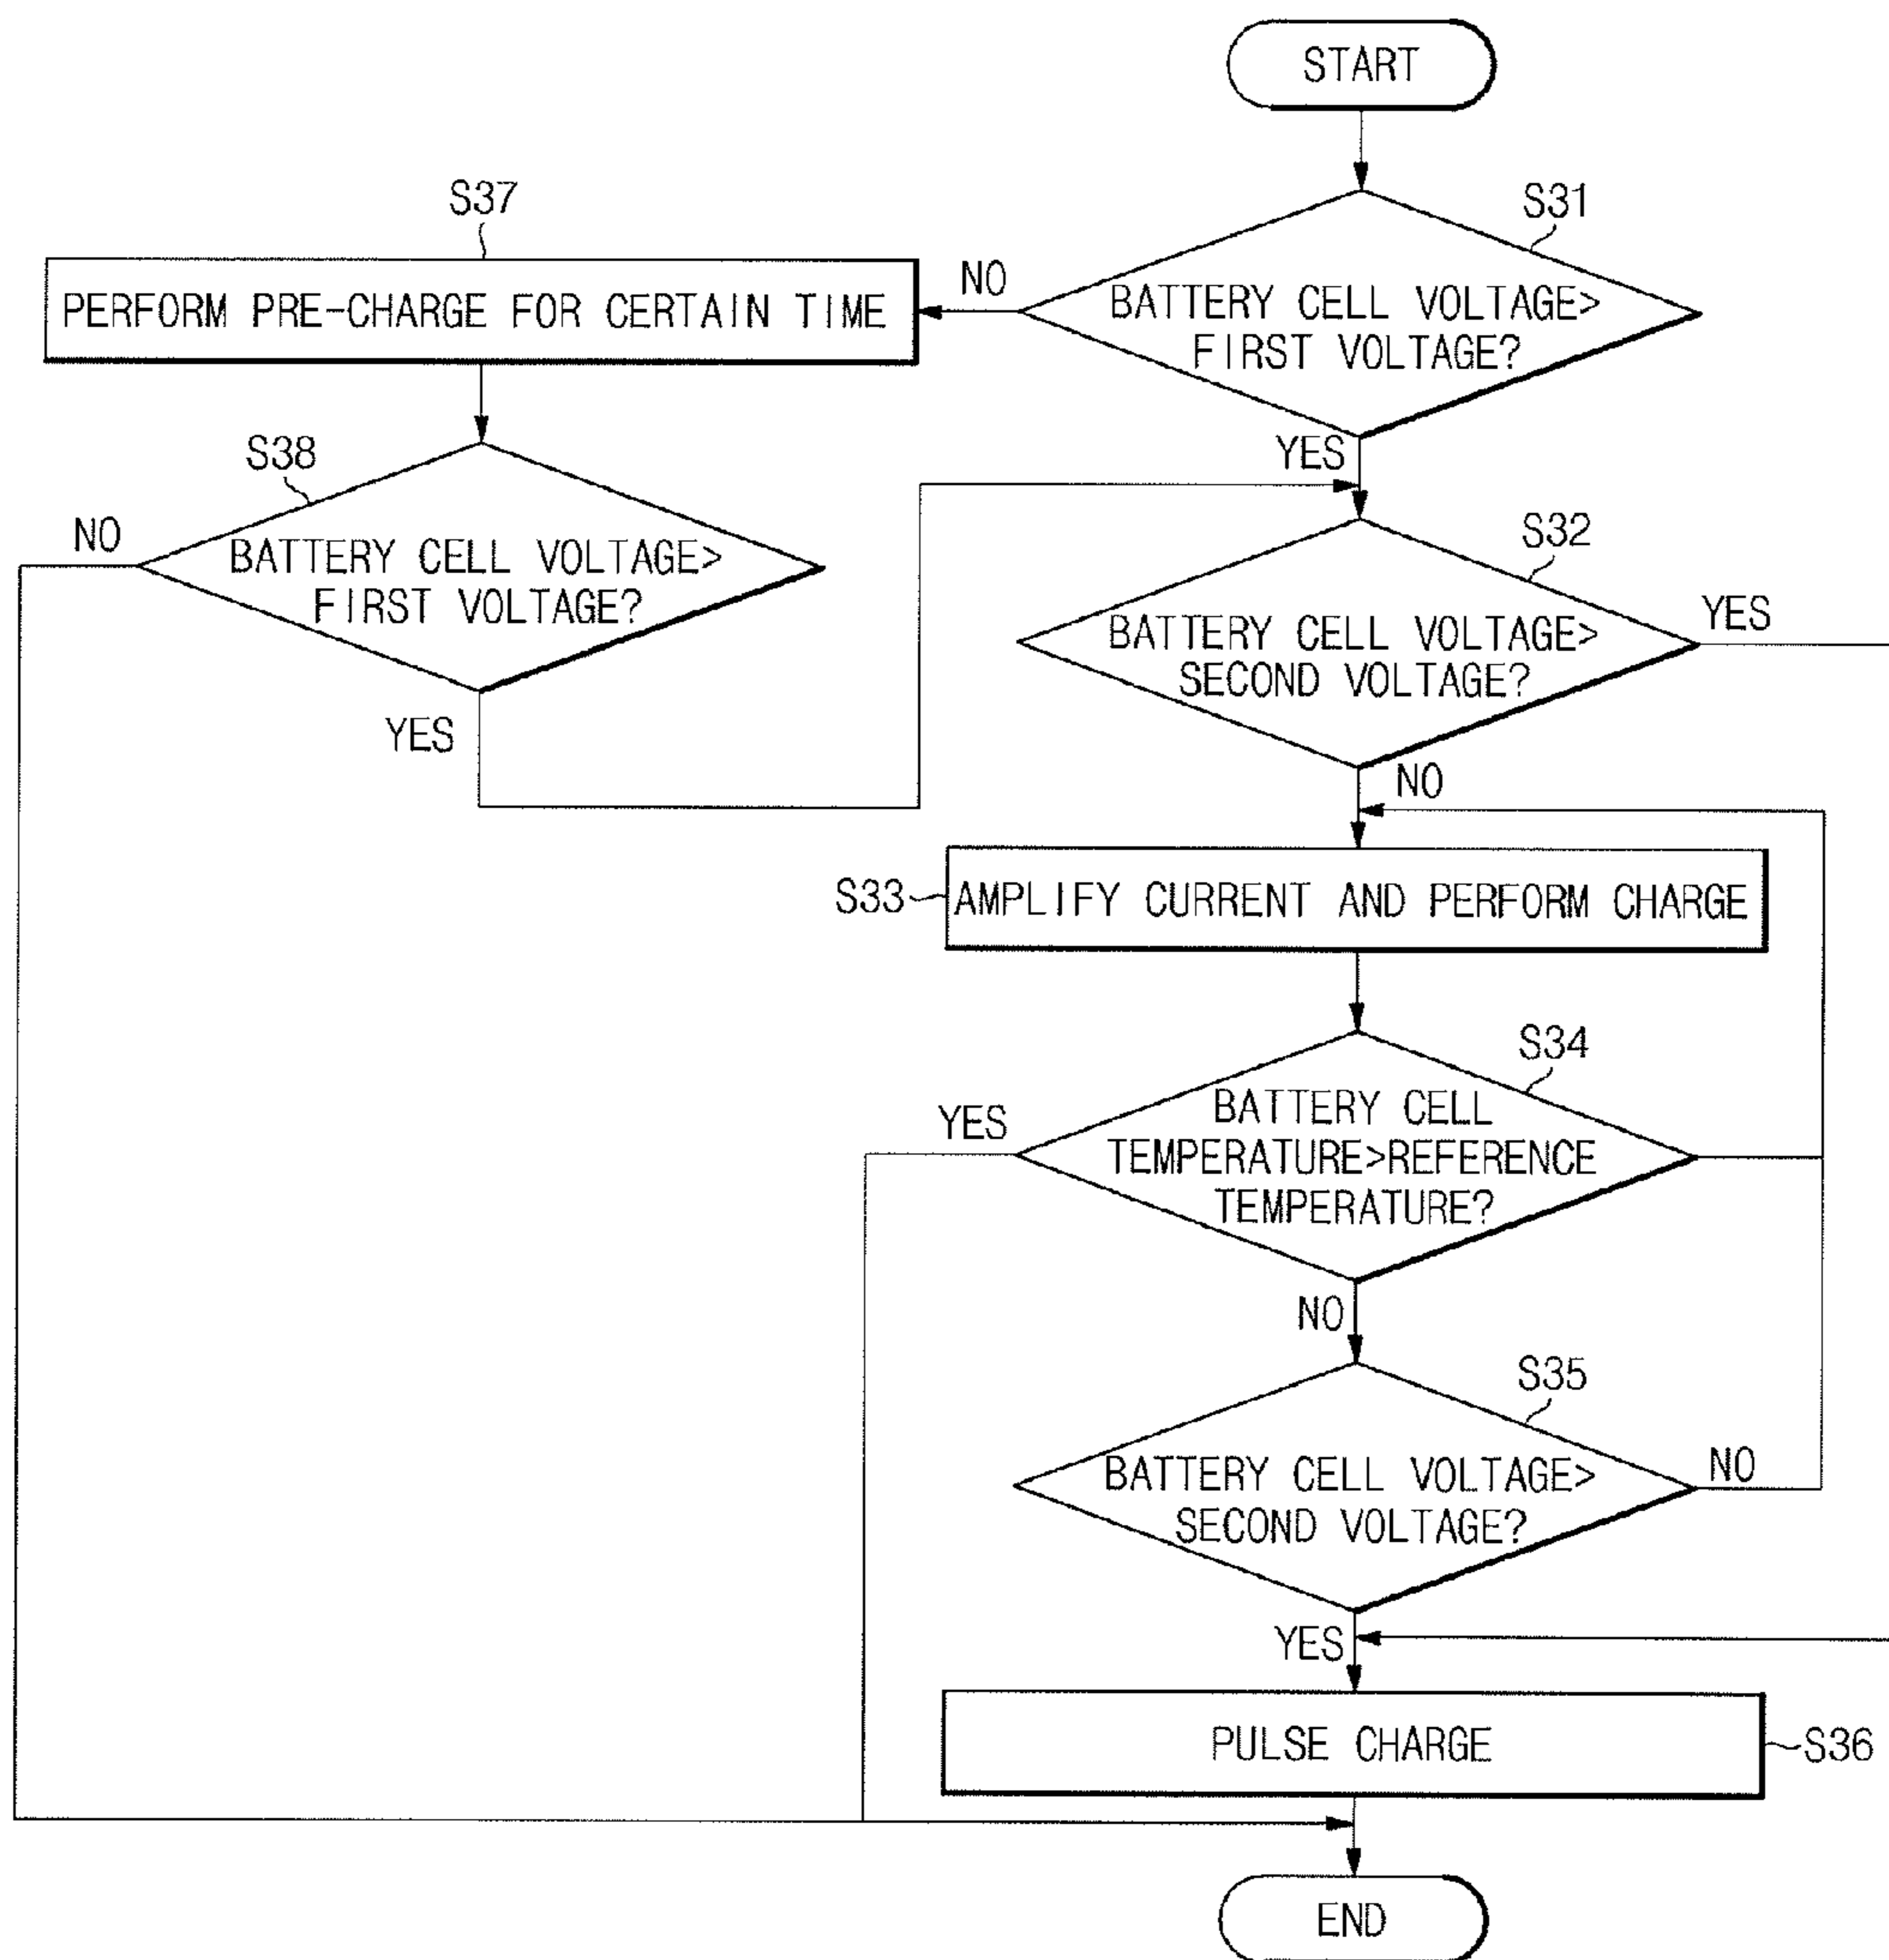 START
S31
BATTERY CELL VOLTAGE>
FIRST VOLTAGE?
NO
YES
S37
PERFORM PRE-CHARGE FOR CERTAIN TIME
S38
BATTERY CELL VOLTAGE>
FIRST VOLTAGE?
NO
YES
S32
BATTERY CELL VOLTAGE>
SECOND VOLTAGE?
YES
NO
S33
AMPLIFY CURRENT AND PERFORM CHARGE
S34
BATTERY CELL
TEMPERATURE>REFERENCE
TEMPERATURE?
YES
NO
S35
BATTERY CELL VOLTAGE>
SECOND VOLTAGE?
NO
YES
PULSE CHARGE
S36
END